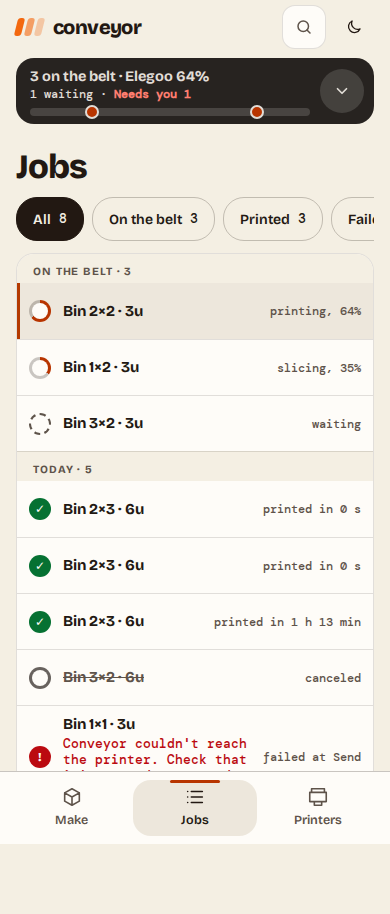 conveyor
3 on the belt · Elegoo 64%
1 waiting · Needs you 1
Jobs
All 8
On the belt 3
Printed 3
ON THE BELT · 3
Bin 2×2 · 3u
printing, 64%
Bin 1×2 · 3u
slicing, 35%
Bin 3×2 · 3u
waiting
TODAY · 5
Bin 2×3 · 6u
printed in 0 s
Bin 2×3 · 6u
printed in 0 s
Bin 2×3 · 6u
printed in 1 h 13 min
Bin 3×2 · 6u
canceled
Bin 1×1 · 3u
Conveyor couldn't reach
the printer. Check that
failed at Send
Make
Jobs
Printers